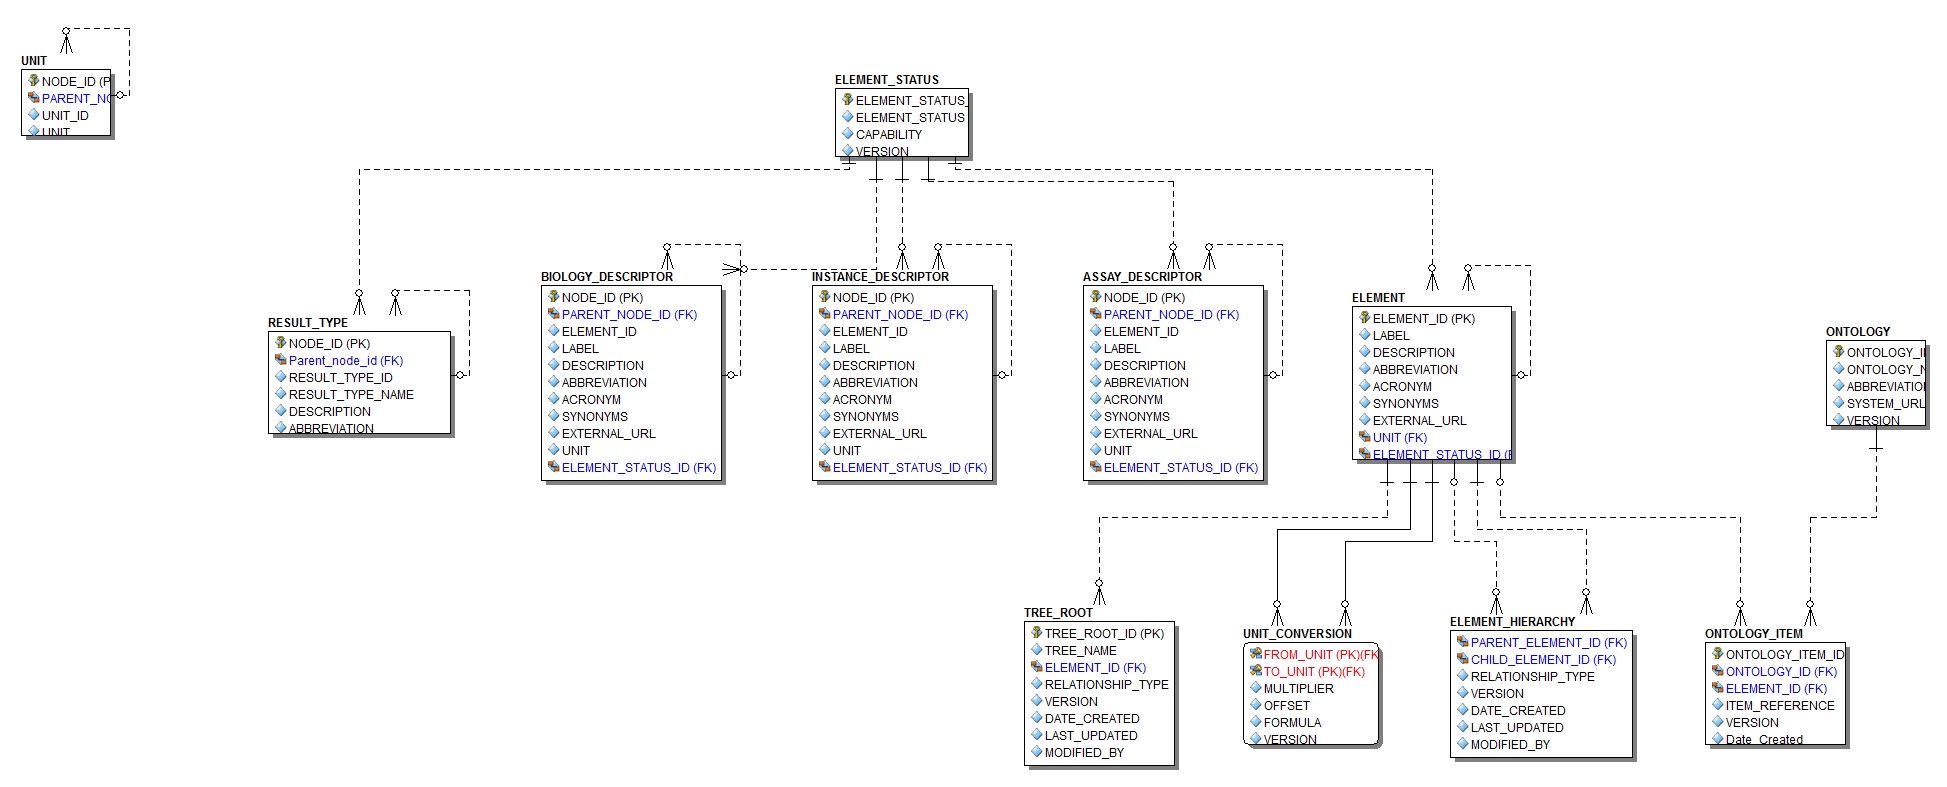 UNIT
NODE_ID (P
PARENT_NO
UNIT_ID
UNIT
ELEMENT_STATUS
ELEMENT_STATUS_
ELEMENT_STATUS
CAPABILITY
VERSION
RESULT_TYPE
NODE_ID (PK)
Parent_node_id (FK)
RESULT_TYPE_ID
RESULT_TYPE_NAME
DESCRIPTION
ABBREVIATION
BIOLOGY_DESCRIPTOR
NODE_ID (PK)
PARENT_NODE_ID (FK)
ELEMENT_ID
LABEL
DESCRIPTION
ABBREVIATION
ACRONYM
SYNONYMS
EXTERNAL_URL
UNIT
ELEMENT_STATUS_ID (FK)
INSTANCE_DESCRIPTOR
NODE_ID (PK)
PARENT_NODE_ID (FK)
ELEMENT_ID
LABEL
DESCRIPTION
ABBREVIATION
ACRONYM
SYNONYMS
EXTERNAL_URL
UNIT
ELEMENT_STATUS_ID (FK)
ASSAY_DESCRIPTOR
NODE_ID (PK)
PARENT_NODE_ID (FK)
ELEMENT_ID
LABEL
DESCRIPTION
ABBREVIATION
ACRONYM
SYNONYMS
EXTERNAL_URL
UNIT
ELEMENT_STATUS_ID (FK)
ELEMENT
ELEMENT_ID (PK)
LABEL
DESCRIPTION
ABBREVIATION
ACRONYM
SYNONYMS
EXTERNAL_URL
UNIT (FK)
ELEMENT_STATUS_ID (F
ONTOLOGY
ONTOLOGY_I
ONTOLOGY_N
ABBREVIATIO
SYSTEM_URL
VERSION
TREE_ROOT
TREE_ROOT_ID (PK)
TREE_NAME
ELEMENT_ID (FK)
RELATIONSHIP_TYPE
VERSION
DATE_CREATED
LAST_UPDATED
MODIFIED_BY
UNIT_CONVERSION
FROM_UNIT (PK)(FK
TO_UNIT (PK)(FK)
MULTIPLIER
OFFSET
FORMULA
VERSION
ELEMENT_HIERARCHY
PARENT_ELEMENT_ID (FK)
CHILD_ELEMENT_ID (FK)
RELATIONSHIP_TYPE
VERSION
DATE_CREATED
LAST_UPDATED
MODIFIED_BY
ONTOLOGY_ITEM
ONTOLOGY_ITEM_ID
ONTOLOGY_ID (FK)
ELEMENT_ID (FK)
ITEM_REFERENCE
VERSION
Date_Created